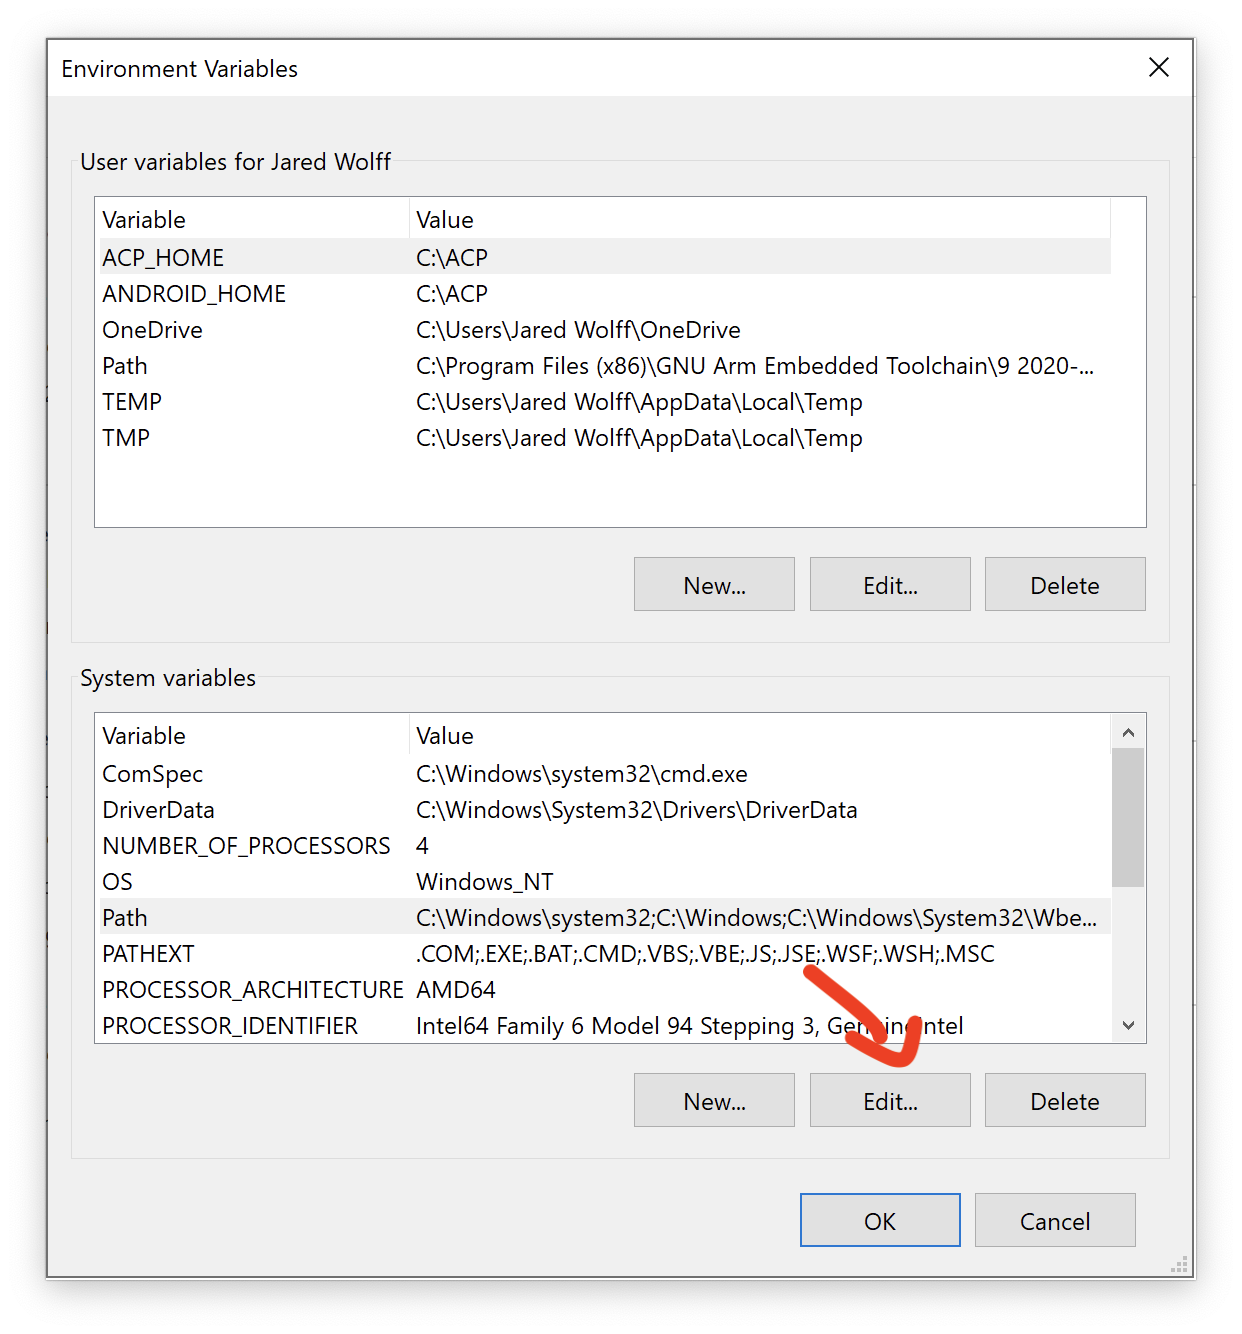 Environment Variables
User variables for Jared Wolff
Variable Value
ACP_HOME C:\ACP
ANDROID_HOME C:\ACP
OneDrive C:\Users\Jared Wolff\OneDrive
Path C:\Program Files (x86)\GNU Arm Embedded Toolchain\9 2020-...
TEMP C:\Users\Jared Wolff\AppData\Local\Temp
TMP C:\Users\Jared Wolff\AppData\Local\Temp
New... Edit... Delete
System variables
Variable Value
ComSpec C:\Windows\system32\cmd.exe
DriverData C:\Windows\System32\Drivers\DriverData
NUMBER_OF_PROCESSORS 4
OS Windows_NT
Path C:\Windows\system32;C:\Windows;C:\Windows\System32\Wbe...
PATHEXT .COM;.EXE;.BAT;.CMD;.VBS;.VBE;.JS;.JSE;.WSF;.WSH;.MSC
PROCESSOR_ARCHITECTURE AMD64
PROCESSOR_IDENTIFIER Intel64 Family 6 Model 94 Stepping 3, GenuineIntel
New... Edit... Delete
OK Cancel